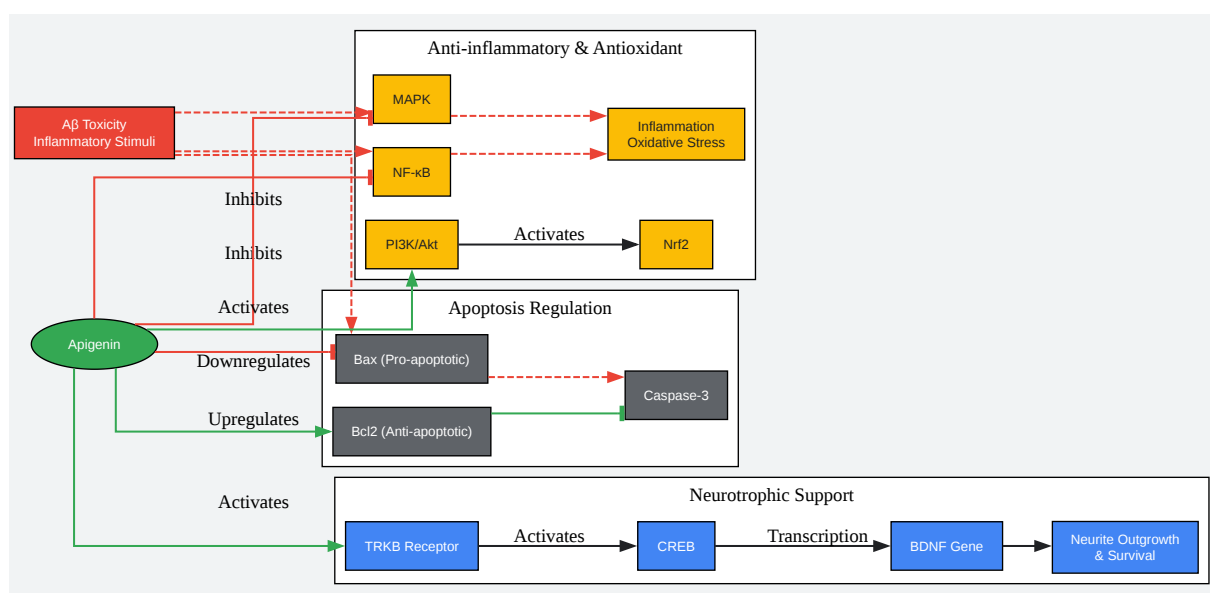 Anti-inflammatory & Antioxidant
MAPK
Aβ Toxicity
Inflammatory Stimuli
Inflammation
Oxidative Stress
NF-κB
Inhibits
PI3K/Akt
Activates
Nrf2
Inhibits
Activates
Apoptosis Regulation
Apigenin
Bax (Pro-apoptotic)
Downregulates
Caspase-3
Upregulates
Bcl2 (Anti-apoptotic)
Neurotrophic Support
Activates
TRKB Receptor
Activates
CREB
Transcription
BDNF Gene
Neurite Outgrowth
& Survival